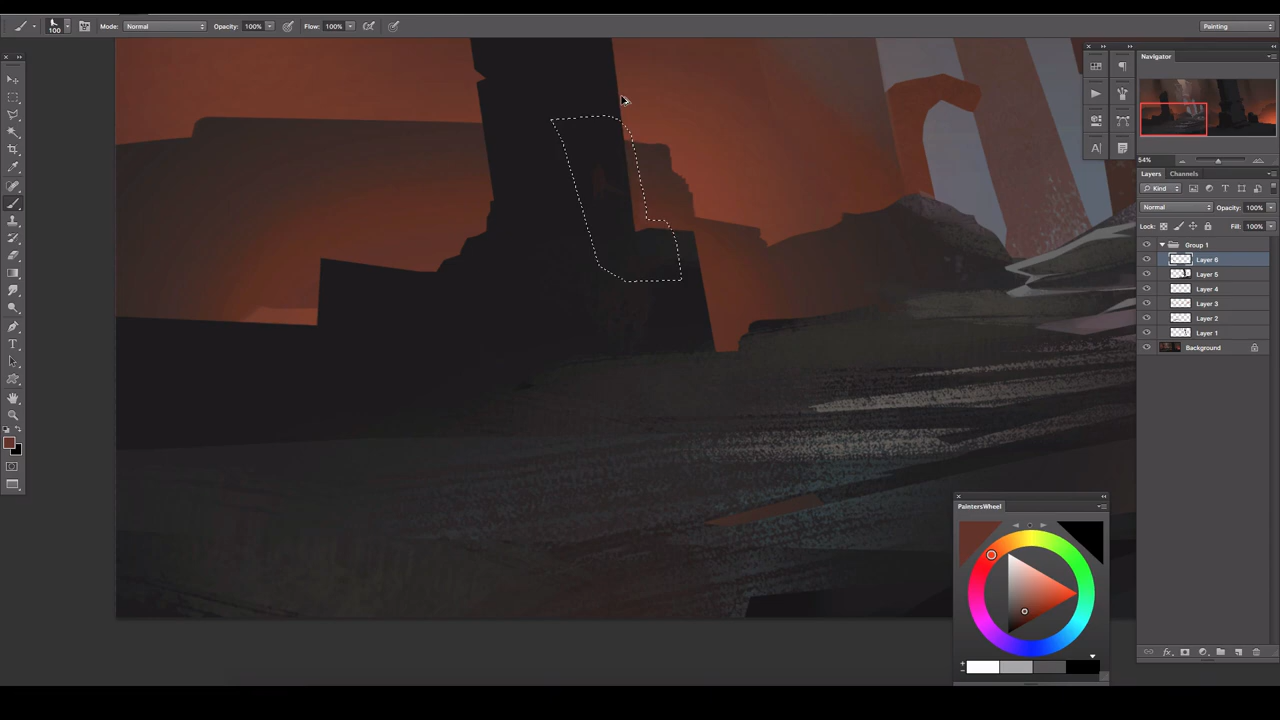 100
Mode: Normal
Opacity: 100%
Flow: 100%
Painting
Navigator
54%
Layers Channels
Kind
Normal Opacity: 100%
Lock: Fill: 100%
Group 1
Layer 6
Layer 5
Layer 4
Layer 3
Layer 2
Layer 1
Background
PaintersWheel